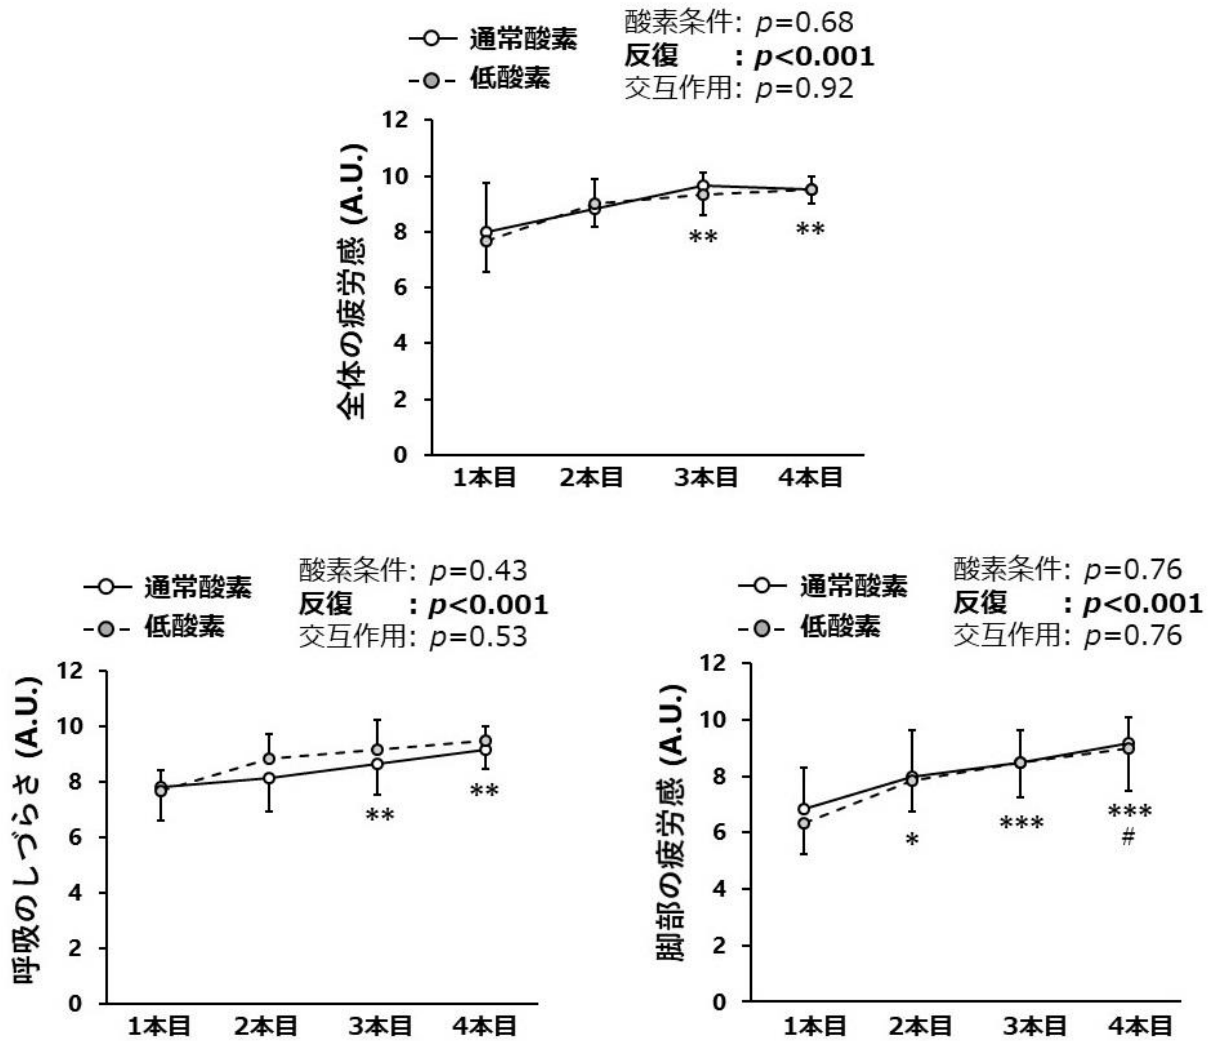 通常酸素
低酸素
酸素条件: p=0.68
反復 : p<0.001
交互作用: p=0.92
全体の疲労感 (A.U.)
12
10
8
6
4
2
0
** **
1本目 2本目 3本目 4本目
通常酸素
低酸素
酸素条件: p=0.43
反復 : p<0.001
交互作用: p=0.53
呼吸のしづらさ (A.U.)
12
10
8
6
4
2
0
** **
1本目 2本目 3本目 4本目
通常酸素
低酸素
酸素条件: p=0.76
反復 : p<0.001
交互作用: p=0.76
脚部の疲労感 (A.U.)
12
10
8
6
4
2
0
* *** ***
#
1本目 2本目 3本目 4本目